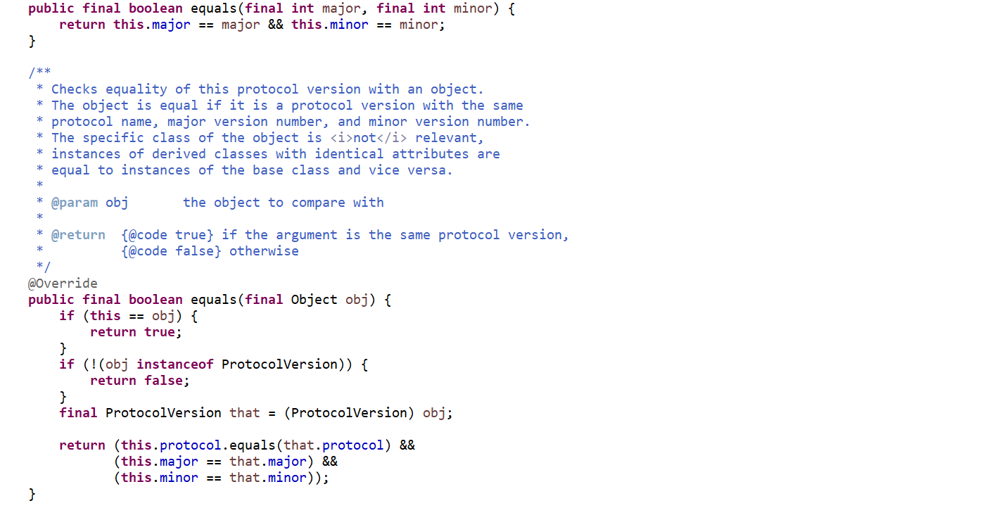 public final boolean equals(final int major, final int minor) {
    return this.major == major && this.minor == minor;
}

/**
 * Checks equality of this protocol version with an object.
 * The object is equal if it is a protocol version with the same
 * protocol name, major version number, and minor version number.
 * The specific class of the object is <i>not</i> relevant,
 * instances of derived classes with identical attributes are
 * equal to instances of the base class and vice versa.
 *
 * @param obj       the object to compare with
 *
 * @return  {@code true} if the argument is the same protocol version,
 *          {@code false} otherwise
 */
@Override
public final boolean equals(final Object obj) {
    if (this == obj) {
        return true;
    }
    if (!(obj instanceof ProtocolVersion)) {
        return false;
    }
    final ProtocolVersion that = (ProtocolVersion) obj;

    return (this.protocol.equals(that.protocol) &&
           (this.major == that.major) &&
           (this.minor == that.minor));
}